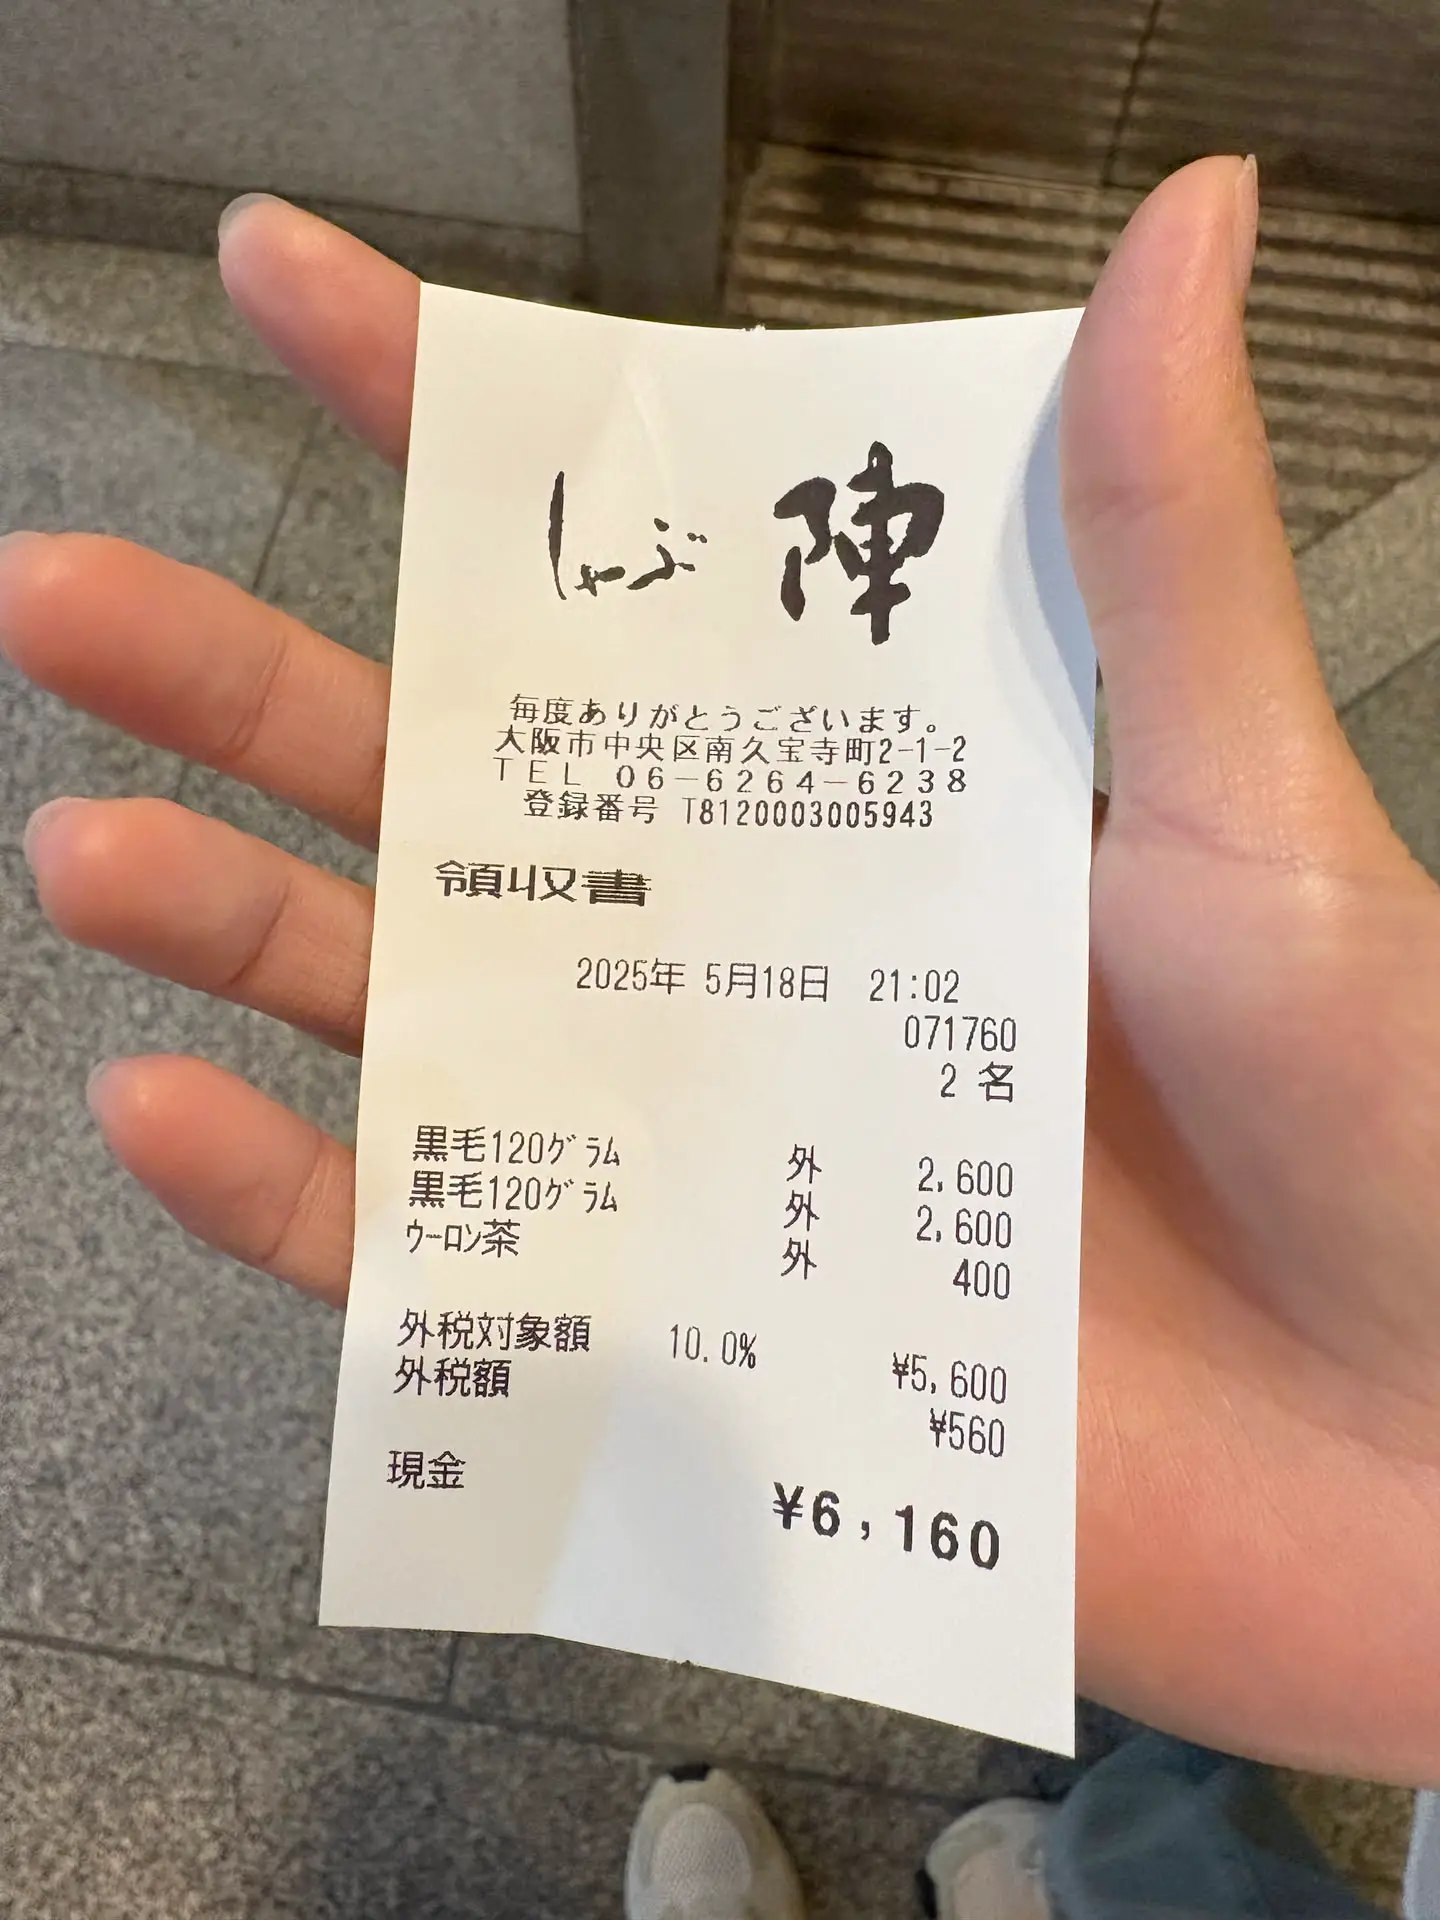 しゃぶ 陣
毎度ありがとうございます。
大阪市中央区南久宝寺町2-1-2
TEL 06-6264-6238
登録番号 T8120003005943
領収書
2025年 5月18日 21:02
071760
2 名
黒毛120グラム 外 2,600
黒毛120グラム 外 2,600
ウーロン茶 外 400
外税対象額 10.0% ¥5,600
外税額 ¥560
現金 ¥6,160